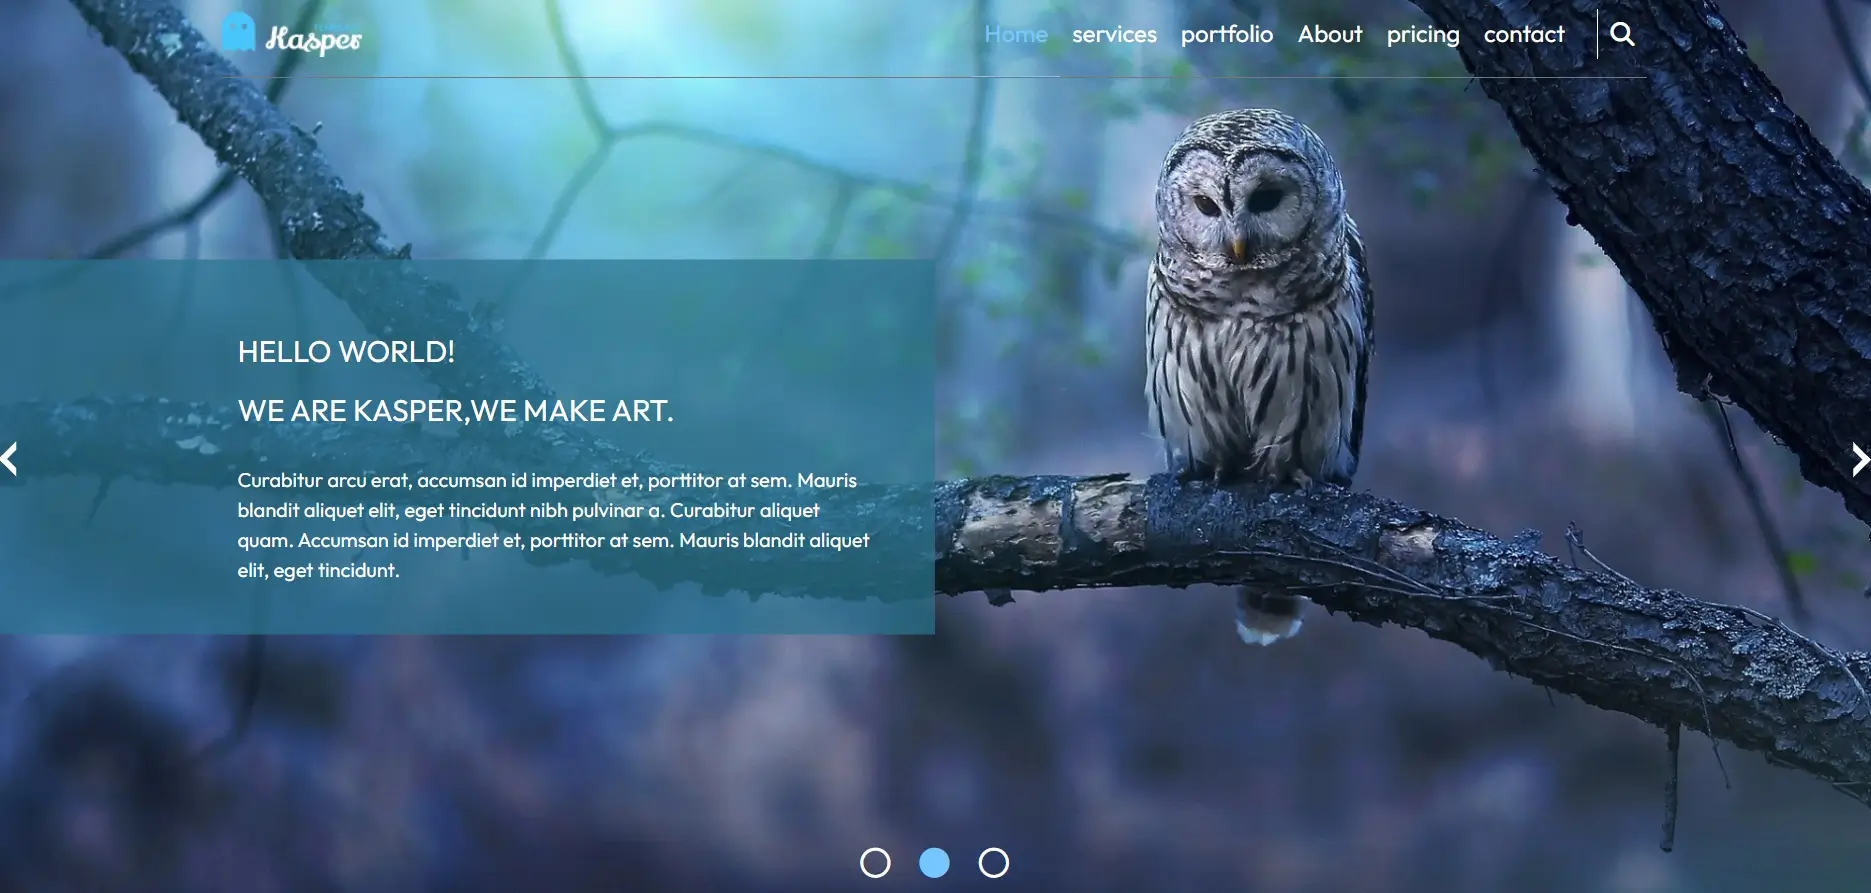 Kasper
Home services portfolio About pricing contact
HELLO WORLD!
WE ARE KASPER,WE MAKE ART.
Curabitur arcu erat, accumsan id imperdiet et, porttitor at sem. Mauris
blandit aliquet elit, eget tincidunt nibh pulvinar a. Curabitur aliquet
quam. Accumsan id imperdiet et, porttitor at sem. Mauris blandit aliquet
elit, eget tincidunt.